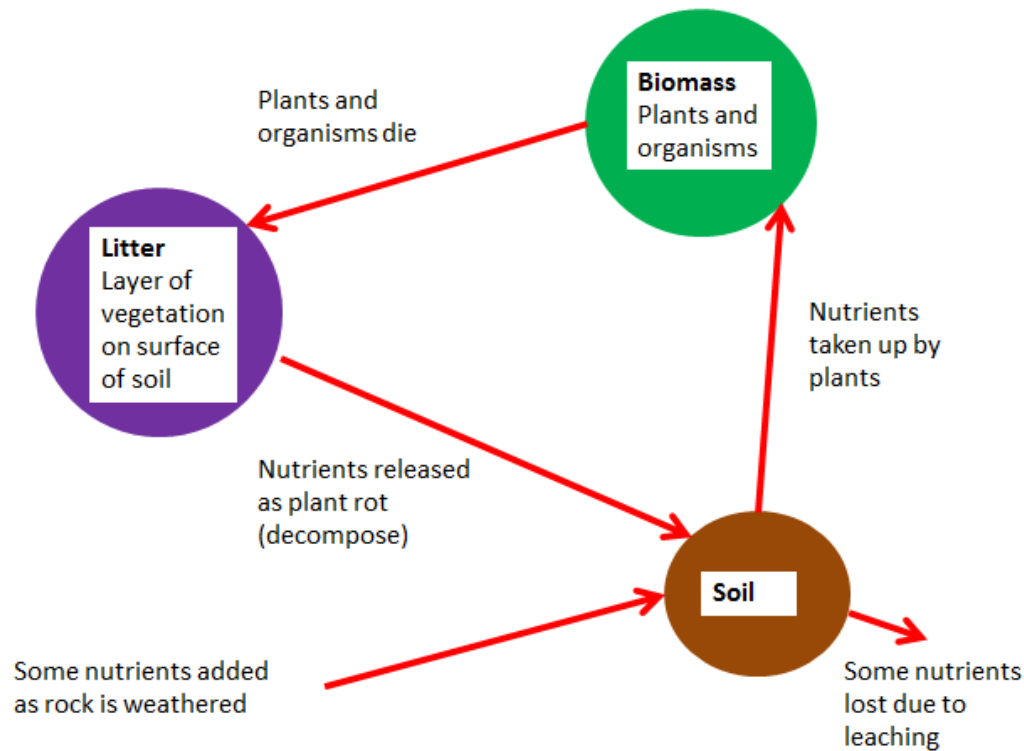 Biomass
Plants and
organisms
Plants and
organisms die
Litter
Layer of
vegetation
on surface
of soil
Nutrients
taken up by
plants
Nutrients released
as plant rot
(decompose)
Soil
Some nutrients added
as rock is weathered
Some nutrients
lost due to
leaching